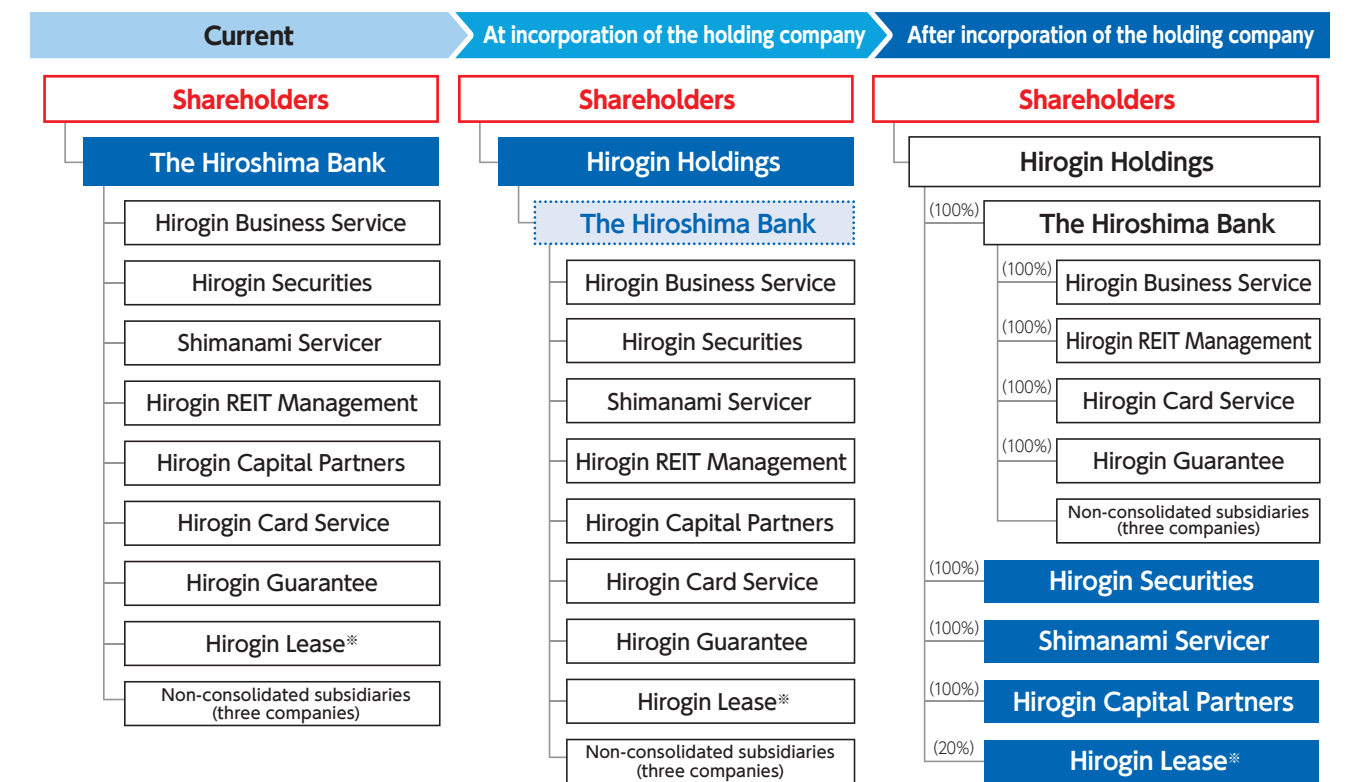 Current
At incorporation of the holding company
After incorporation of the holding company
Shareholders
The Hiroshima Bank
Hirogin Business Service
Hirogin Securities
Shimanami Servicer
Hirogin REIT Management
Hirogin Capital Partners
Hirogin Card Service
Hirogin Guarantee
Hirogin Lease※
Non-consolidated subsidiaries
(three companies)
Shareholders
Hirogin Holdings
The Hiroshima Bank
Hirogin Business Service
Hirogin Securities
Shimanami Servicer
Hirogin REIT Management
Hirogin Capital Partners
Hirogin Card Service
Hirogin Guarantee
Hirogin Lease※
Non-consolidated subsidiaries
(three companies)
Shareholders
Hirogin Holdings
(100%)
The Hiroshima Bank
(100%)
Hirogin Business Service
(100%)
Hirogin REIT Management
(100%)
Hirogin Card Service
(100%)
Hirogin Guarantee
Non-consolidated subsidiaries
(three companies)
(100%)
Hirogin Securities
(100%)
Shimanami Servicer
(100%)
Hirogin Capital Partners
(20%)
Hirogin Lease※